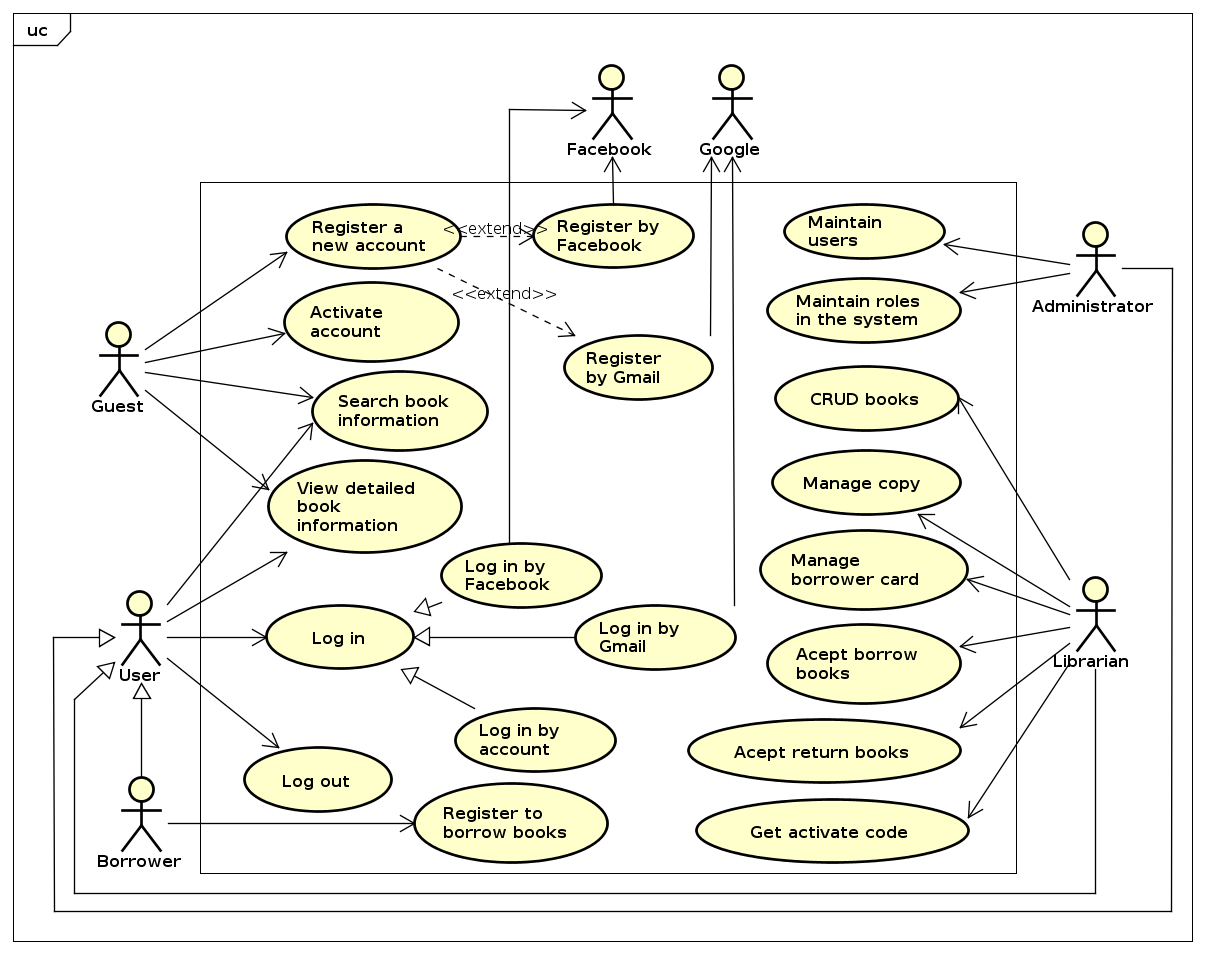 uc
Facebook
Google
Register a
new account
<<extend>>
Register by
Facebook
Maintain
users
Administrator
<<extend>>
Activate
account
Maintain roles
in the system
Register
by Gmail
Guest
Search book
information
CRUD books
View detailed
book
information
Manage copy
Log in by
Facebook
Manage
borrower card
User
Log in
Log in by
Gmail
Acept borrow
books
Librarian
Log in by
account
Acept return books
Log out
Borrower
Register to
borrow books
Get activate code